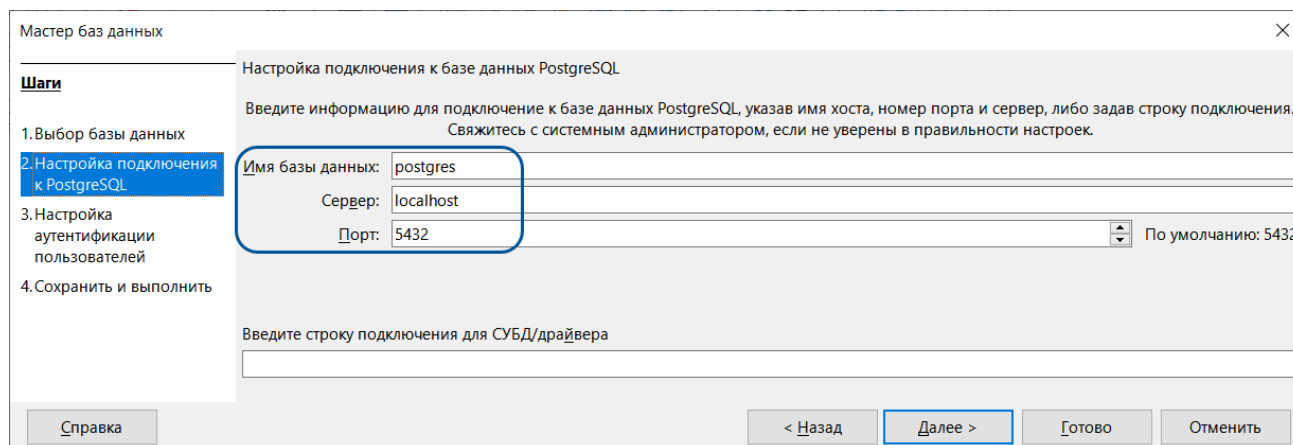 Мастер баз данных
Шаги
1. Выбор базы данных
2. Настройка подключения
к PostgreSQL
3. Настройка
аутентификации
пользователей
4. Сохранить и выполнить
Настройка подключения к базе данных PostgreSQL
Введите информацию для подключение к базе данных PostgreSQL, указав имя хоста, номер порта и сервер, либо задав строку подключения.
Свяжитесь с системным администратором, если не уверены в правильности настроек.
Имя базы данных: postgres
Сервер: localhost
Порт: 5432 По умолчанию: 5432
Введите строку подключения для СУБД/драйвера
Справка < Назад Далее > Готово Отменить